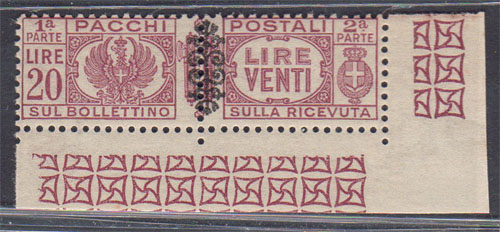 1ª PARTE PACCHI POSTALI 2ª PARTE
LIRE 20 LIRE VENTI
SUL BOLLETTINO SULLA RICEVUTA